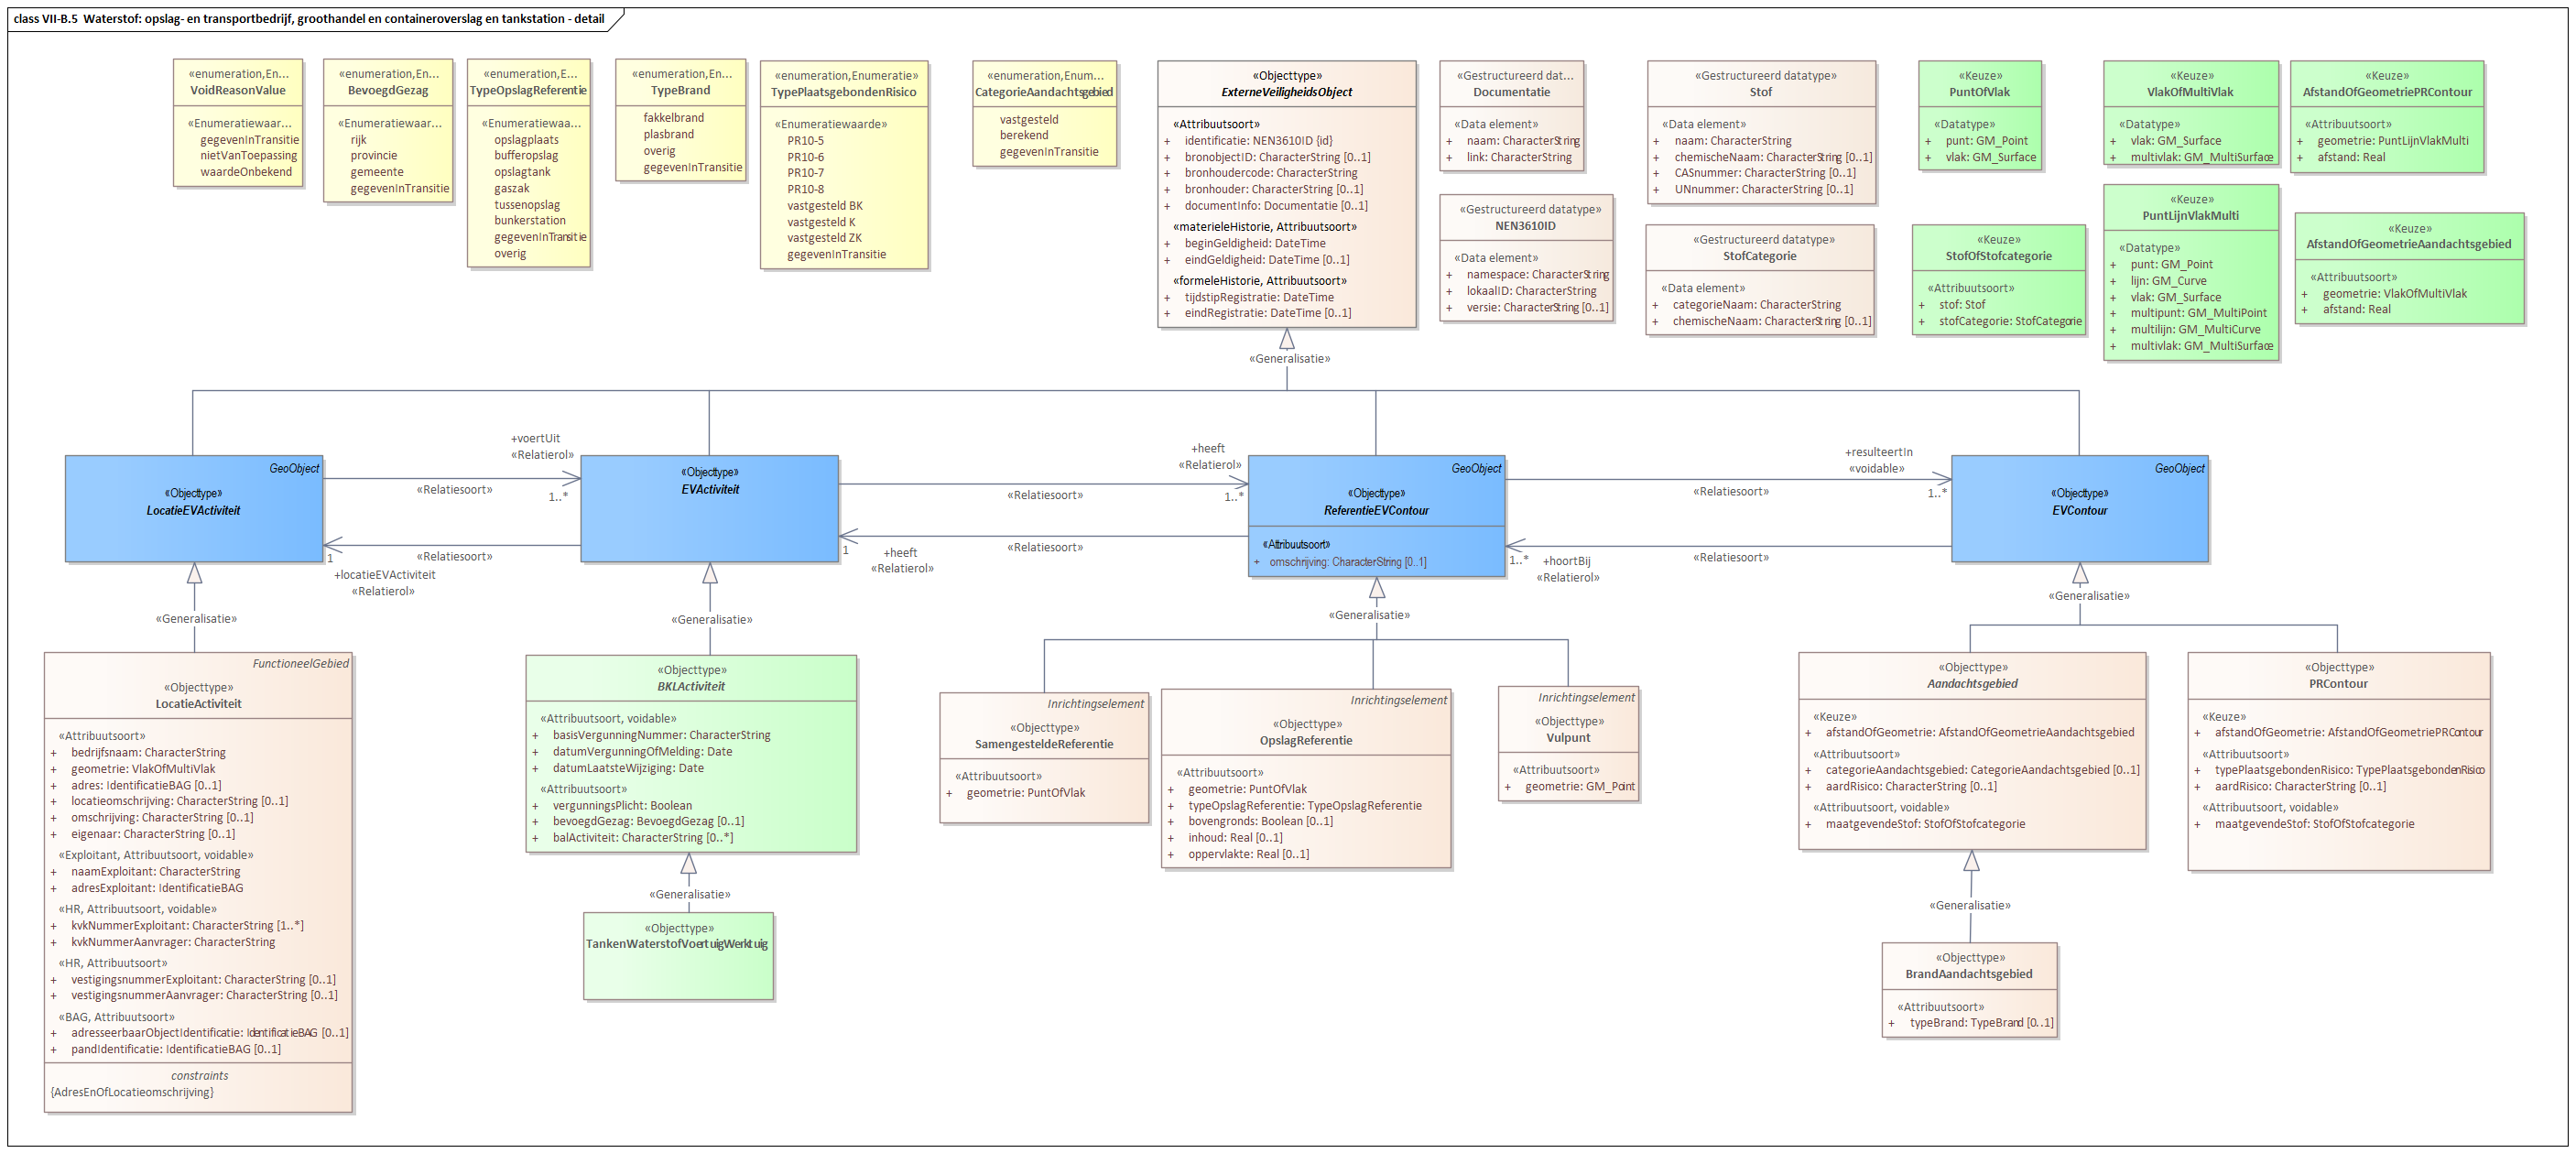 class VII-B.5  Waterstof: opslag- en transportbedrijf, groothandel en containeroverslag en tankstation - detail
«enumeration,En...
VoidReasonValue
«Enumeratiewaar...
gegevenInTransitie
nietVanToepassing
waardeOnbekend
«enumeration,En...
BevoegdGezag
«Enumeratiewaar...
rijk
provincie
gemeente
gegevenInTransitie
«enumeration,E...
TypeOpslagReferentie
«Enumeratiewaa...
opslagplaats
bufferopslag
opslagtank
gaszak
tussenopslag
bunkerstation
gegevenInTransitie
overig
«enumeration,En...
TypeBrand
fakkelbrand
plasbrand
overig
gegevenInTransitie
«enumeration,Enumeratie»
TypePlaatsgebondenRisico
«Enumeratiewaarde»
PR10-5
PR10-6
PR10-7
PR10-8
vastgesteld BK
vastgesteld K
vastgesteld ZK
gegevenInTransitie
«enumeration,Enum...
CategorieAandachtsgebied
vastgesteld
berekend
gegevenInTransitie
«Objecttype»
ExterneVeiligheidsObject
«Attribuutsoort»
+ identificatie: NEN3610ID {id}
+ bronobjectID: CharacterString [0..1]
+ bronhoudercode: CharacterString
+ bronhouder: CharacterString [0..1]
+ documentInfo: Documentatie [0..1]
«materieleHistorie, Attribuutsoort»
+ beginGeldigheid: DateTime
+ eindGeldigheid: DateTime [0..1]
«formeleHistorie, Attribuutsoort»
+ tijdstipRegistratie: DateTime
+ eindRegistratie: DateTime [0..1]
«Gestructureerd dat...
Documentatie
«Data element»
+ naam: CharacterString
+ link: CharacterString
«Gestructureerd datatype»
NEN3610ID
«Data element»
+ namespace: CharacterString
+ lokaalID: CharacterString
+ versie: CharacterString [0..1]
«Gestructureerd datatype»
Stof
«Data element»
+ naam: CharacterString
+ chemischeNaam: CharacterString [0..1]
+ CASnummer: CharacterString [0..1]
+ UNnummer: CharacterString [0..1]
«Gestructureerd datatype»
StofCategorie
«Data element»
+ categorieNaam: CharacterString
+ chemischeNaam: CharacterString [0..1]
«Keuze»
PuntOfVlak
«Datatype»
+ punt: GM_Point
+ vlak: GM_Surface
«Keuze»
StofOfStofcategorie
«Attribuutsoort»
+ stof: Stof
+ stofCategorie: StofCategorie
«Keuze»
VlakOfMultiVlak
«Datatype»
+ vlak: GM_Surface
+ multivlak: GM_MultiSurface
«Keuze»
PuntLijnVlakMulti
«Datatype»
+ punt: GM_Point
+ lijn: GM_Curve
+ vlak: GM_Surface
+ multipunt: GM_MultiPoint
+ multilijn: GM_MultiCurve
+ multivlak: GM_MultiSurface
«Keuze»
AfstandOfGeometriePRContour
«Attribuutsoort»
+ geometrie: PuntLijnVlakMulti
+ afstand: Real
«Keuze»
AfstandOfGeometrieAandachtsgebied
«Attribuutsoort»
+ geometrie: VlakOfMultiVlak
+ afstand: Real
«Generalisatie»
GeoObject
«Objecttype»
LocatieEVActiviteit
+voertUit
«Relatierol»
1..*
«Relatiesoort»
«Relatiesoort»
1
+locatieEVActiviteit
«Relatierol»
«Objecttype»
EVActiviteit
+heeft
«Relatierol»
1..*
«Relatiesoort»
«Relatiesoort»
1
+heeft
«Relatierol»
GeoObject
«Objecttype»
ReferentieEVContour
«Attribuutsoort»
+ omschrijving: CharacterString [0..1]
+resulteertIn
«voidable»
1..*
«Relatiesoort»
«Relatiesoort»
1..*
+hoortBij
«Relatierol»
GeoObject
«Objecttype»
EVContour
«Generalisatie»
«Generalisatie»
«Generalisatie»
«Generalisatie»
FunctioneelGebied
«Objecttype»
LocatieActiviteit
«Attribuutsoort»
+ bedrijfsnaam: CharacterString
+ geometrie: VlakOfMultiVlak
+ adres: IdentificatieBAG [0..1]
+ locatieomschrijving: CharacterString [0..1]
+ omschrijving: CharacterString [0..1]
+ eigenaar: CharacterString [0..1]
«Exploitant, Attribuutsoort, voidable»
+ naamExploitant: CharacterString
+ adresExploitant: IdentificatieBAG
«HR, Attribuutsoort, voidable»
+ kvkNummerExploitant: CharacterString [1..*]
+ kvkNummerAanvrager: CharacterString
«HR, Attribuutsoort»
+ vestigingsnummerExploitant: CharacterString [0..1]
+ vestigingsnummerAanvrager: CharacterString [0..1]
«BAG, Attribuutsoort»
+ adresseerbaarObjectIdentificatie: IdentificatieBAG [0..1]
+ pandIdentificatie: IdentificatieBAG [0..1]
constraints
{AdresEnOfLocatieomschrijving}
«Objecttype»
BKLActiviteit
«Attribuutsoort, voidable»
+ basisVergunningNummer: CharacterString
+ datumVergunningOfMelding: Date
+ datumLaatsteWijziging: Date
«Attribuutsoort»
+ vergunningsPlicht: Boolean
+ bevoegdGezag: BevoegdGezag [0..1]
+ balActiviteit: CharacterString [0..*]
«Generalisatie»
«Objecttype»
TankenWaterstofVoertuigWerktuig
Inrichtingselement
«Objecttype»
SamengesteldeReferentie
«Attribuutsoort»
+ geometrie: PuntOfVlak
Inrichtingselement
«Objecttype»
OpslagReferentie
«Attribuutsoort»
+ geometrie: PuntOfVlak
+ typeOpslagReferentie: TypeOpslagReferentie
+ bovengronds: Boolean [0..1]
+ inhoud: Real [0..1]
+ oppervlakte: Real [0..1]
Inrichtingselement
«Objecttype»
Vulpunt
«Attribuutsoort»
+ geometrie: GM_Point
«Objecttype»
Aandachtsgebied
«Keuze»
+ afstandOfGeometrie: AfstandOfGeometrieAandachtsgebied
«Attribuutsoort»
+ categorieAandachtsgebied: CategorieAandachtsgebied [0..1]
+ aardRisico: CharacterString [0..1]
«Attribuutsoort, voidable»
+ maatgevendeStof: StofOfStofcategorie
«Generalisatie»
«Objecttype»
BrandAandachtsgebied
«Attribuutsoort»
+ typeBrand: TypeBrand [0..1]
«Objecttype»
PRContour
«Keuze»
+ afstandOfGeometrie: AfstandOfGeometriePRContour
«Attribuutsoort»
+ typePlaatsgebondenRisico: TypePlaatsgebondenRisico
+ aardRisico: CharacterString [0..1]
«Attribuutsoort, voidable»
+ maatgevendeStof: StofOfStofcategorie